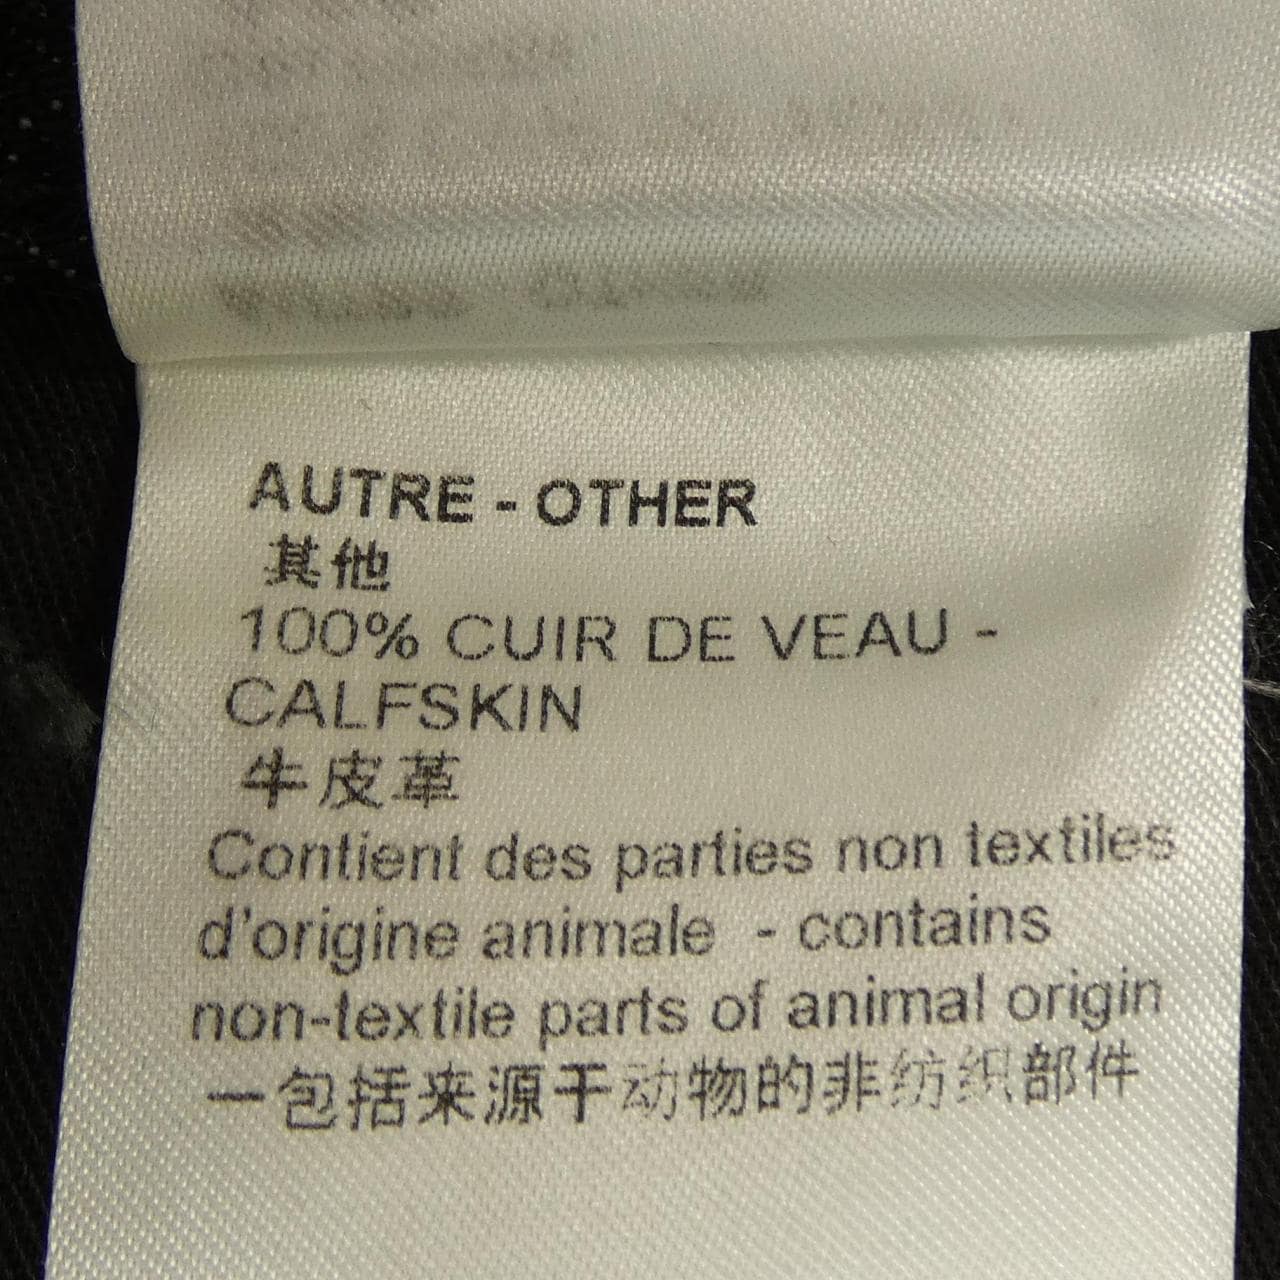 AUTRE - OTHER
其他
100% CUIR DE VEAU -
CALFSKIN
牛皮革
Contient des parties non textiles
d'origine animale - contains
non-textile parts of animal origin
一包括来源于动物的非纺织部件